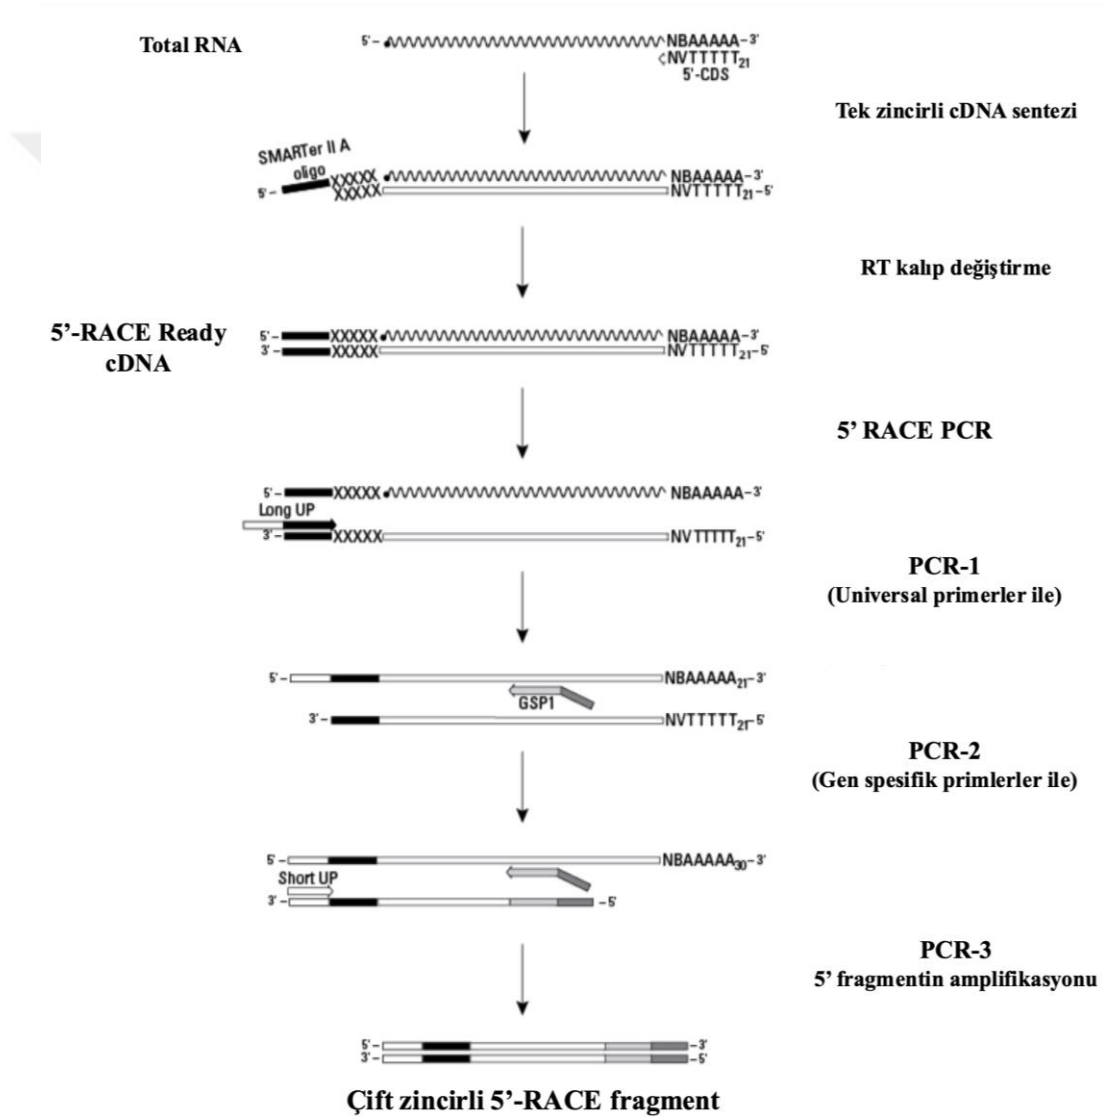 Total RNA
5'- NBAAAAA-3'
NVTTTTT21
5'-CDS
Tek zincirli cDNA sentezi
SMARTer II A
oligo
5'- XXXXX NBAAAAA-3'
XXXXX NVTTTTT21-5'
RT kalıp değiştirme
5'-RACE Ready
cDNA
5'- XXXXX NBAAAAA-3'
3'- XXXXX NVTTTTT21-5'
5' RACE PCR
5'- XXXXX NBAAAAA-3'
Long UP
3'- XXXXX NVTTTTT21-5'
PCR-1
(Universal primerler ile)
5'- NBAAAAA21-3'
GSP1
3'- NVTTTTT21-5'
PCR-2
(Gen spesifik primlerler ile)
5'- NBAAAAA30-3'
Short UP
3'- -5'
PCR-3
5' fragmentin amplifikasyonu
5'- -3'
3'- -5'
Çift zincirli 5'-RACE fragment